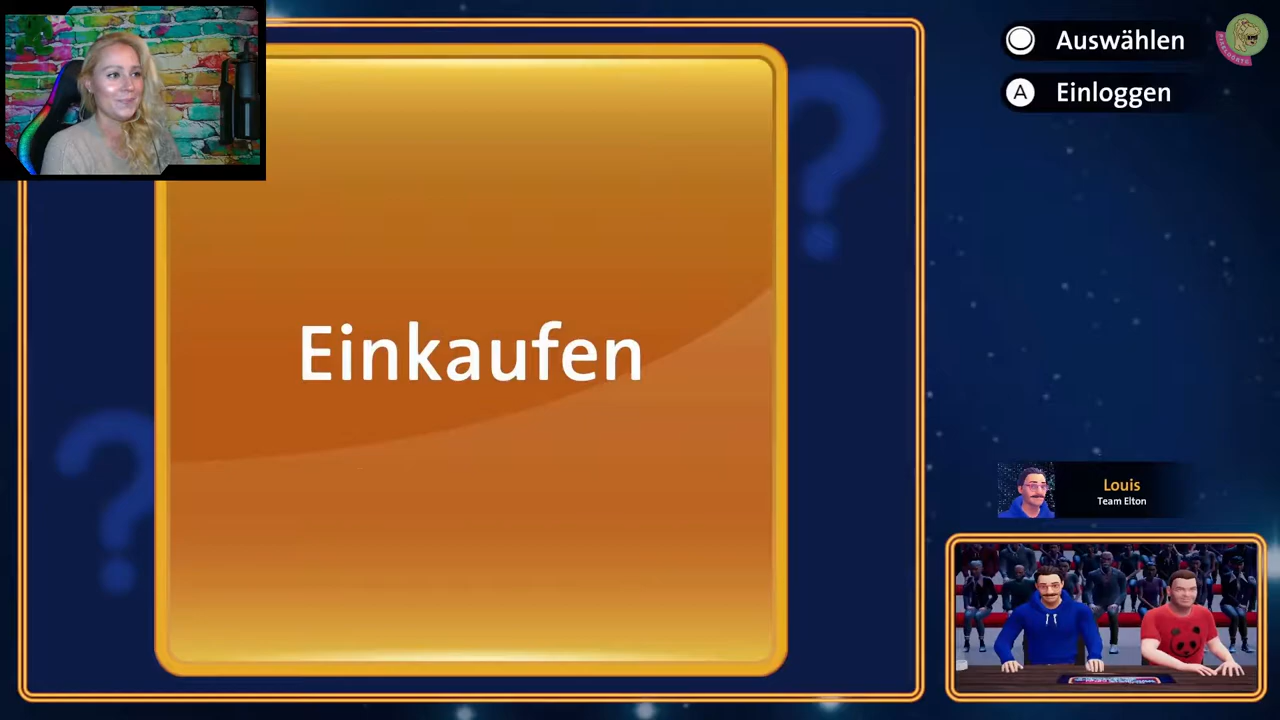 Auswählen
A Einloggen
Einkaufen
Louis
Team Elton